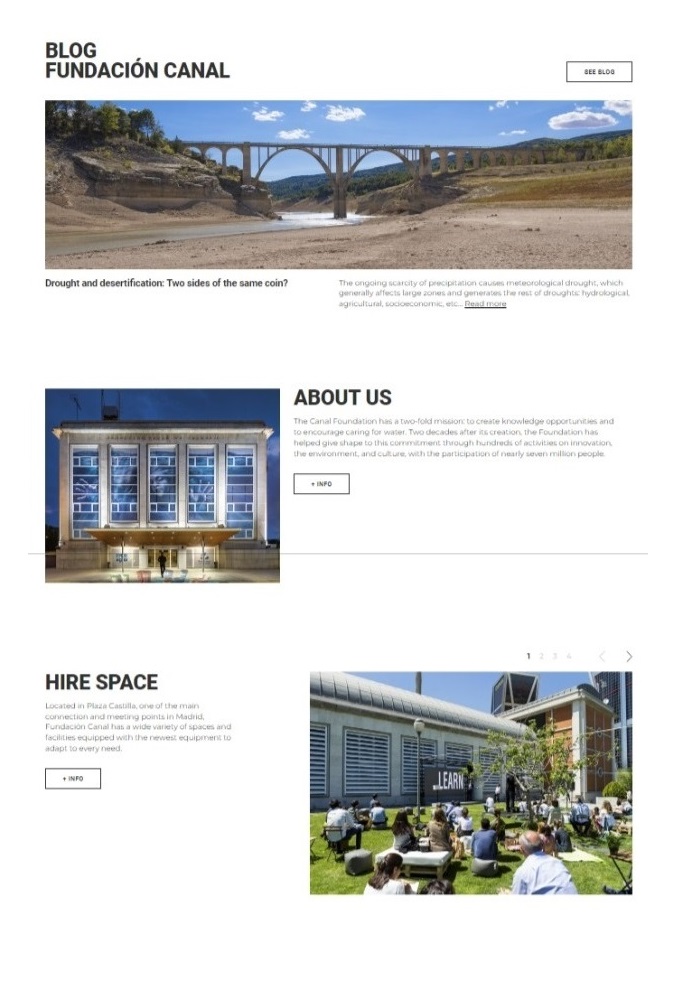 BLOG
FUNDACIÓN CANAL
SEE BLOG
Drought and desertification: Two sides of the same coin?
The ongoing scarcity of precipitation causes meteorological drought, which
generally affects large zones and generates the rest of droughts: hydrological,
agricultural, socioeconomic, etc... Read more
ABOUT US
The Canal Foundation has a two-fold mission: to create knowledge opportunities and
to encourage caring for water. Two decades after its creation, the Foundation has
helped give shape to this commitment through hundreds of activities on innovation,
the environment, and culture, with the participation of nearly seven million people.
+ INFO
1 2 3 4
HIRE SPACE
Located in Plaza Castilla, one of the main
connection and meeting points in Madrid,
Fundación Canal has a wide variety of spaces and
facilities equipped with the newest equipment to
adapt to every need.
+ INFO
LEARN